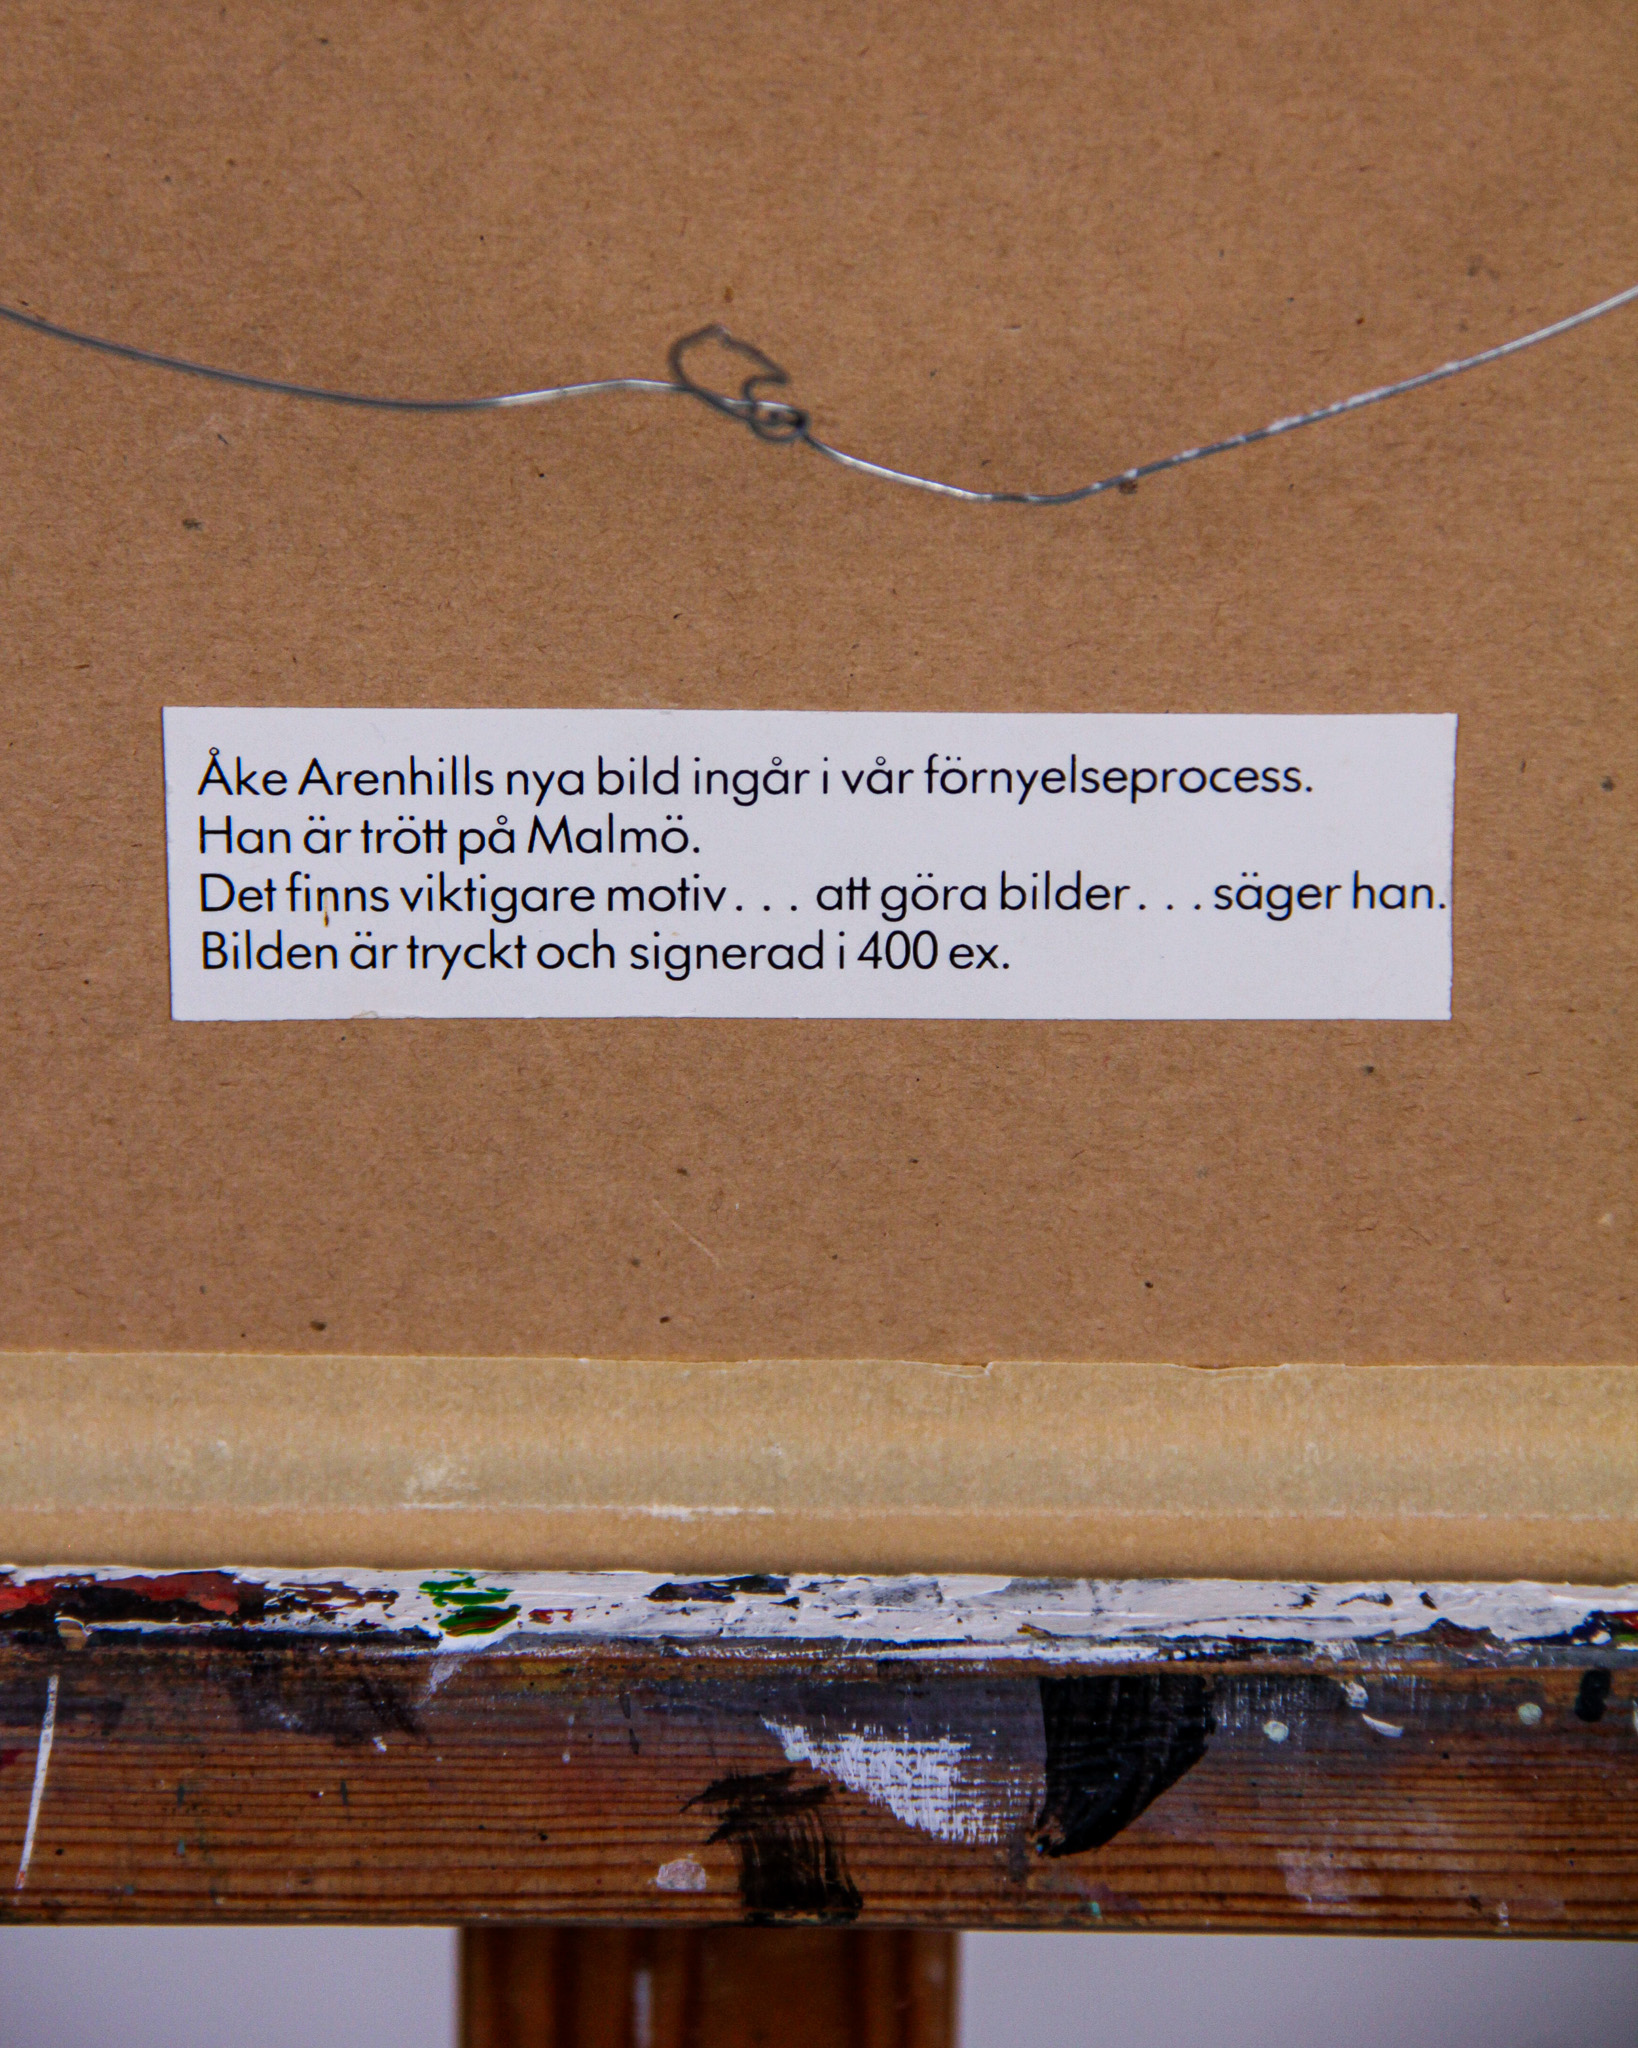 Åke Arenhills nya bild ingår i vår förnyelseprocess.
Han är trött på Malmö.
Det finns viktigare motiv. . . att göra bilder. . . säger han.
Bilden är tryckt och signerad i 400 ex.